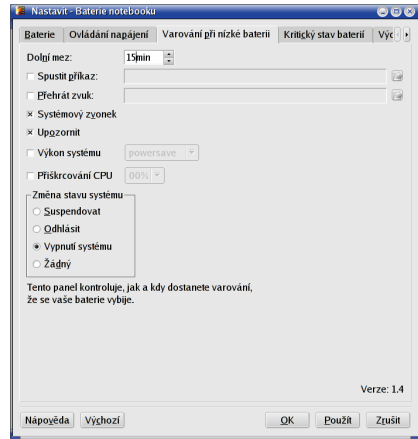 Nastavit - Baterie notebooku
Baterie Ovládání napájení Varování při nízké baterii Kritický stav baterií Výc
Dolní mez: 15min
Spustit příkaz:
Přehrát zvuk:
Systémový zvonek
Upozornit
Výkon systému powersave
Přiškrcování CPU 00%
Změna stavu systému
Suspendovat
Odhlásit
Vypnutí systému
Žádný
Tento panel kontroluje, jak a kdy dostanete varování,
že se vaše baterie vybije.
Verze: 1.4
Nápověda Výchozí OK Použít Zrušit